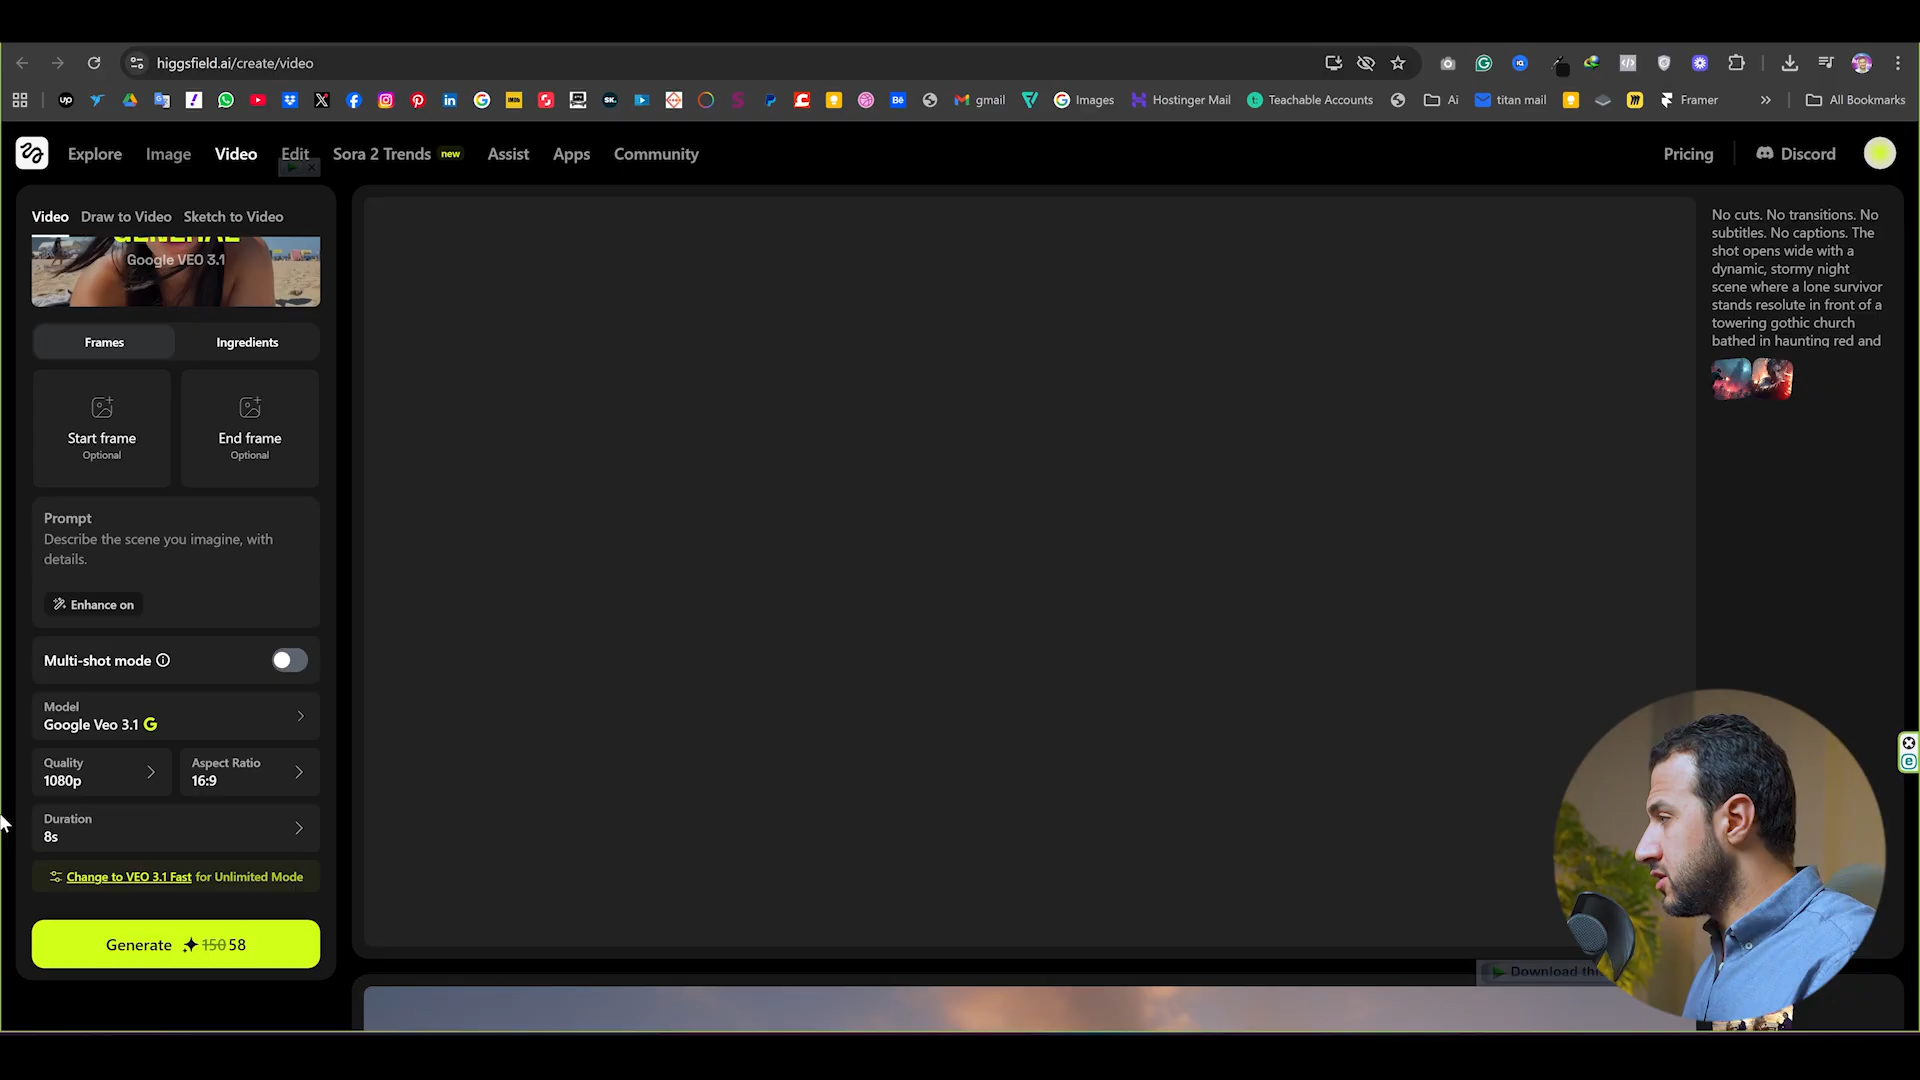 higgsfield.ai/create/video
gmail
Images
Hostinger Mail
Teachable Accounts
Ai
titan mail
Framer
All Bookmarks
Explore
Image
Video
Edit
Sora 2 Trends new
Assist
Apps
Community
Pricing
Discord
Video
Draw to Video
Sketch to Video
GENERAL
Google VEO 3.1
Frames
Ingredients
Start frame
Optional
End frame
Optional
Prompt
Describe the scene you imagine, with
details.
Enhance on
Multi-shot mode
Model
Google Veo 3.1
Quality
1080p
Aspect Ratio
16:9
Duration
8s
Change to VEO 3.1 Fast for Unlimited Mode
Generate 150 58
No cuts. No transitions. No
subtitles. No captions. The
shot opens wide with a
dynamic, stormy night
scene where a lone survivor
stands resolute in front of a
towering gothic church
bathed in haunting red and
Download